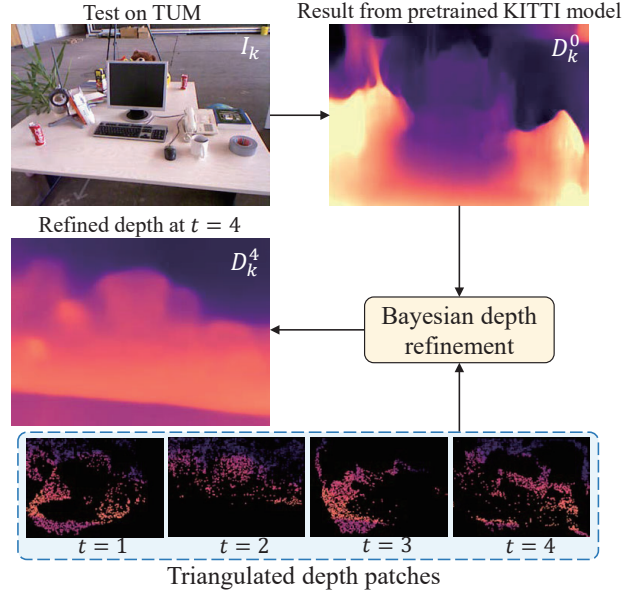 Test on TUM
Result from pretrained KITTI model
I_k
D_k^0
Refined depth at t = 4
D_k^4
Bayesian depth
refinement
t = 1
t = 2
t = 3
t = 4
Triangulated depth patches